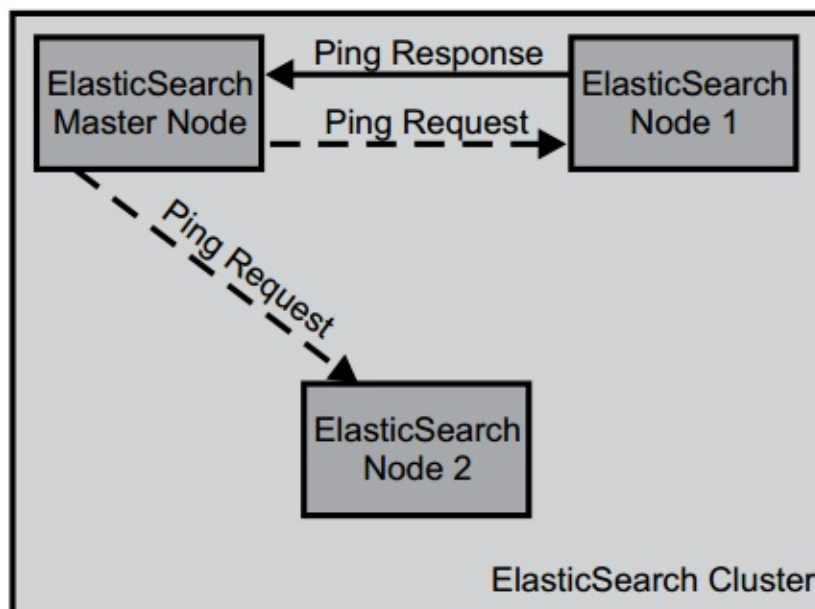 ElasticSearch
Master Node
Ping Response
Ping Request
ElasticSearch
Node 1
Ping Request
ElasticSearch
Node 2
ElasticSearch Cluster